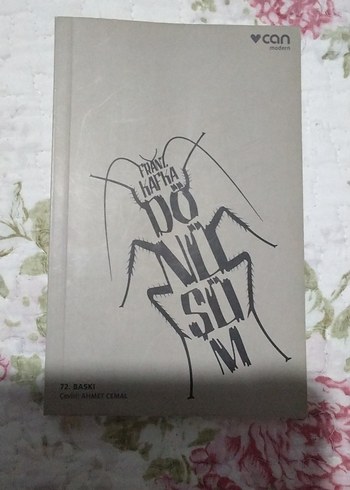 can
modern
FRANZ
KAFKA
DÖ
NÜ
ŞÜ
M
72. BASKI
Çeviri: AHMET CEMAL